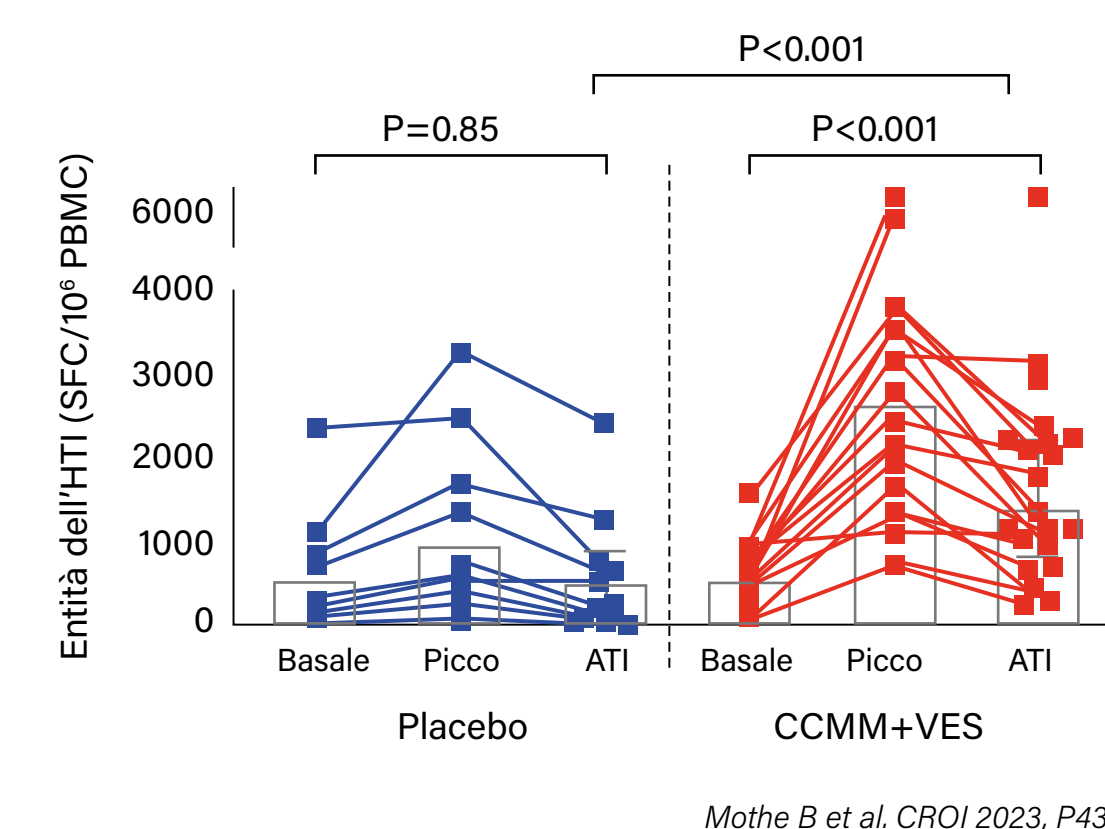 P<0.001
P=0.85
P<0.001
Entità dell'HTI (SFC/10⁶ PBMC)
6000
4000
3000
2000
1000
0
Basale Picco ATI Basale Picco ATI
Placebo CCMM+VES
Mothe B et al. CROI 2023, P43